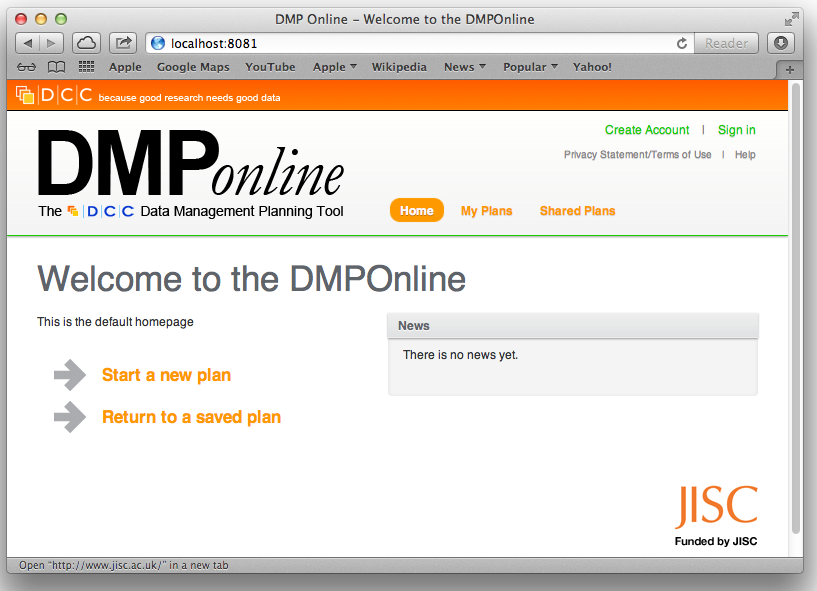 DMP Online – Welcome to the DMPOnline
localhost:8081
Reader
Apple Google Maps YouTube Apple Wikipedia News Popular Yahoo!
DCC because good research needs good data
Create Account | Sign in
Privacy Statement/Terms of Use | Help
DMPonline
The DCC Data Management Planning Tool
Home My Plans Shared Plans
Welcome to the DMPOnline
This is the default homepage
News
There is no news yet.
Start a new plan
Return to a saved plan
JISC
Funded by JISC
Open "http://www.jisc.ac.uk/" in a new tab